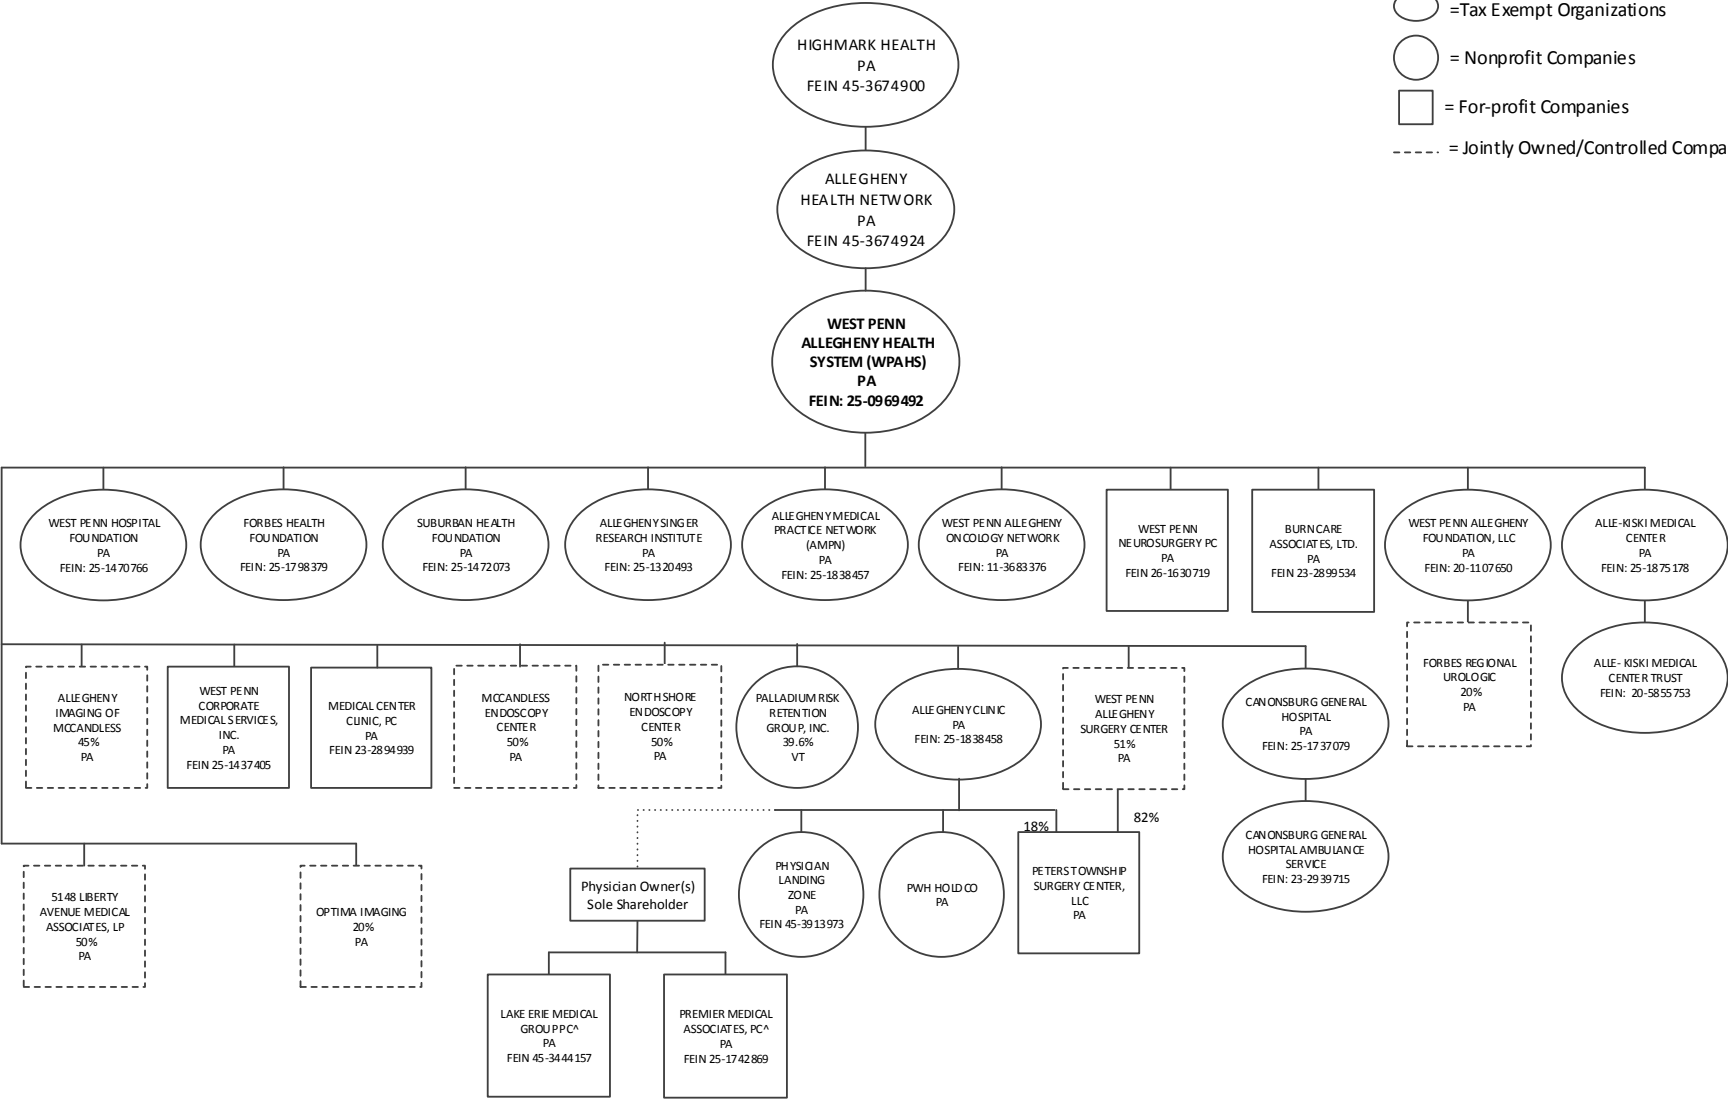 =Tax Exempt Organizations
= Nonprofit Companies
= For-profit Companies
= Jointly Owned/Controlled Compa
HIGHMARK HEALTH
PA
FEIN 45-3674900
ALLEGHENY
HEALTH NETWORK
PA
FEIN 45-3674924
WEST PENN
ALLEGHENY HEALTH
SYSTEM (WPAHS)
PA
FEIN: 25-0969492
WEST PENN HOSPITAL
FOUNDATION
PA
FEIN: 25-1470766
FORBES HEALTH
FOUNDATION
PA
FEIN: 25-1798379
SUBURBAN HEALTH
FOUNDATION
PA
FEIN: 25-1472073
ALLEGHENY SINGER
RESEARCH INSTITUTE
PA
FEIN: 25-1320493
ALLEGHENY MEDICAL
PRACTICE NETWORK
(AMPN)
PA
FEIN: 25-1838457
WEST PENN ALLEGHENY
ONCOLOGY NETWORK
PA
FEIN: 11-3683376
WEST PENN
NEUROSURGERY PC
PA
FEIN 26-1630719
BURN CARE
ASSOCIATES, LTD.
PA
FEIN 23-2899534
WEST PENN ALLEGHENY
FOUNDATION, LLC
PA
FEIN: 20-1107650
ALLE-KISKI MEDICAL
CENTER
PA
FEIN: 25-1875178
FORBES REGIONAL
UROLOGIC
20%
PA
ALLE- KISKI MEDICAL
CENTER TRUST
FEIN: 20-5855753
ALLEGHENY
IMAGING OF
MCCANDLESS
45%
PA
WEST PENN
CORPORATE
MEDICAL SERVICES,
INC.
PA
FEIN 25-1437405
MEDICAL CENTER
CLINIC, PC
PA
FEIN 23-2894939
MCCANDLESS
ENDOSCOPY
CENTER
50%
PA
NORTH SHORE
ENDOSCOPY
CENTER
50%
PA
PALLADIUM RISK
RETENTION
GROUP, INC.
39.6%
VT
ALLEGHENY CLINIC
PA
FEIN: 25-1838458
WEST PENN
ALLEGHENY
SURGERY CENTER
51%
PA
CANONSBURG GENERAL
HOSPITAL
PA
FEIN: 25-1737079
18%
82%
5148 LIBERTY
AVENUE MEDICAL
ASSOCIATES, LP
50%
PA
OPTIMA IMAGING
20%
PA
Physician Owner(s)
Sole Shareholder
PHYSICIAN
LANDING
ZONE
PA
FEIN 45-3913973
PWH HOLD CO
PA
PETERS TOWNSHIP
SURGERY CENTER,
LLC
PA
CANONSBURG GENERAL
HOSPITAL AMBULANCE
SERVICE
FEIN: 23-2939715
LAKE ERIE MEDICAL
GROUP PC^
PA
FEIN 45-3444157
PREMIER MEDICAL
ASSOCIATES, PC^
PA
FEIN 25-1742869